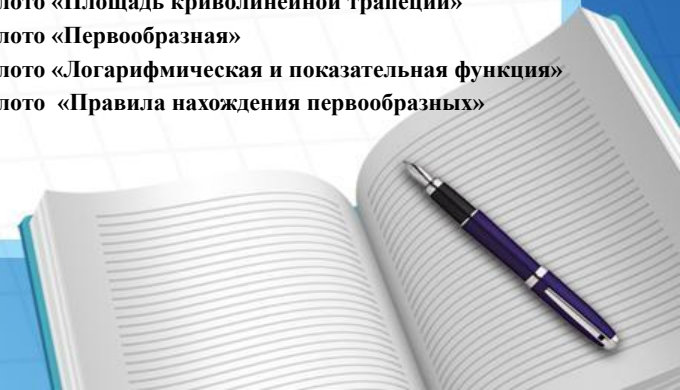 лото «Площадь криволинейной трапеции»
лото «Первообразная»
лото «Логарифмическая и показательная функция»
лото «Правила нахождения первообразных»